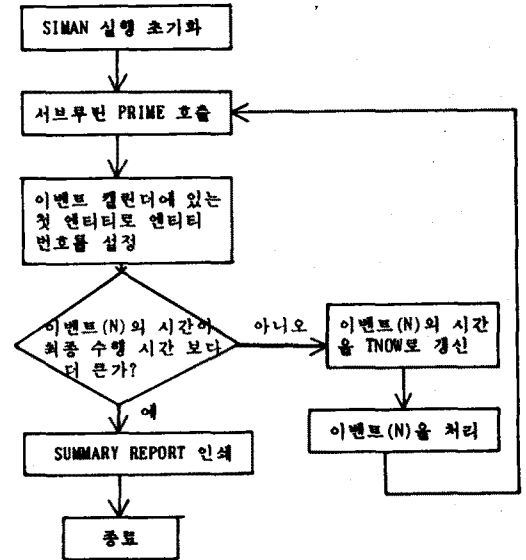 SIMAN 실행 초기화
서브루틴 PRIME 호출
이벤트 캘린더에 있는
첫 엔티티로 엔티티
번호를 설정
이벤트(N)의 시간이
최종 수행 시간 보다
더 큰가?
아니오
이벤트(N)의 시간
을 TNOW로 갱신
예
이벤트(N)을 처리
SUMMARY REPORT 인쇄
종료